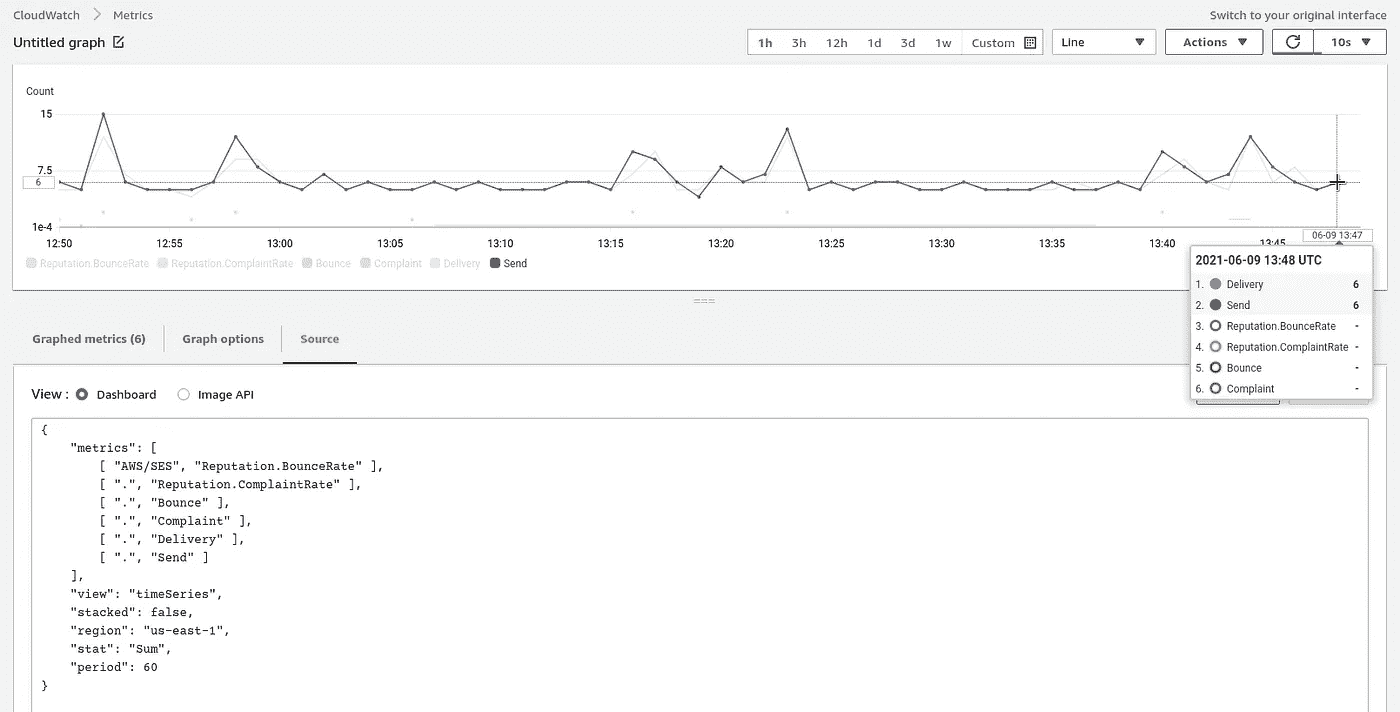 CloudWatch > Metrics
Switch to your original interface
Untitled graph
1h 3h 12h 1d 3d 1w Custom
Line
Actions
10s
Count
15
7.5
6
1e-4
12:50 12:55 13:00 13:05 13:10 13:15 13:20 13:25 13:30 13:35 13:40 13:45
06-09 13:47
Reputation.BounceRate Reputation.ComplaintRate Bounce Complaint Delivery Send
2021-06-09 13:48 UTC
1. Delivery 6
2. Send 6
3. Reputation.BounceRate -
4. Reputation.ComplaintRate -
5. Bounce -
6. Complaint -
===
Graphed metrics (6) Graph options Source
View : Dashboard Image API
{
"metrics": [
[ "AWS/SES", "Reputation.BounceRate" ],
[ ".", "Reputation.ComplaintRate" ],
[ ".", "Bounce" ],
[ ".", "Complaint" ],
[ ".", "Delivery" ],
[ ".", "Send" ]
],
"view": "timeSeries",
"stacked": false,
"region": "us-east-1",
"stat": "Sum",
"period": 60
}